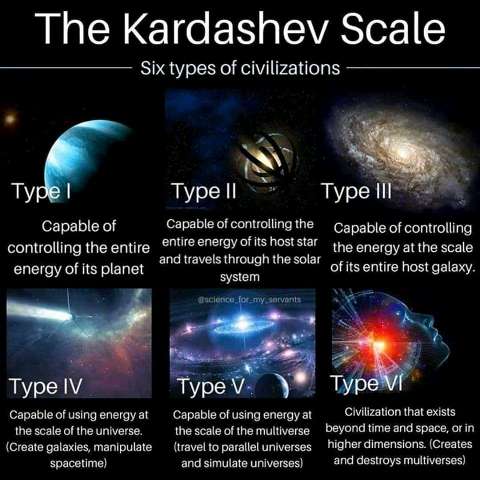 The Kardashev Scale
Six types of civilizations
Type I
Capable of
controlling the entire
energy of its planet
Type II
Capable of controlling the
entire energy of its host star
and travels through the solar
system
Type III
Capable of controlling
the energy at the scale
of its entire host galaxy.
@science_for_my_servants
Type IV
Capable of using energy at
the scale of the universe.
(Create galaxies, manipulate
spacetime)
Type V
Capable of using energy at
the scale of the multiverse
(travel to parallel universes
and simulate universes)
Type VI
Civilization that exists
beyond time and space, or in
higher dimensions. (Creates
and destroys multiverses)